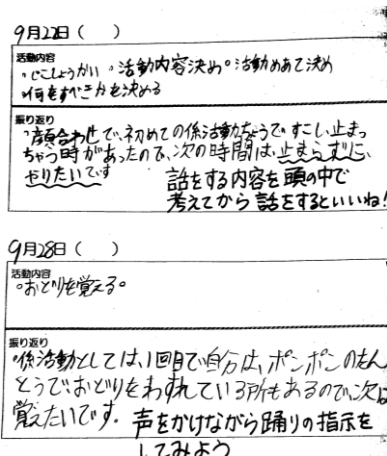 9月22日（　）
活動内容
・じこしょうかい・活動内容決め。活動めあて決め
・何をすべきかを決める
振り返り
・顔合わせで、初めての係活動ちょうで、すこし止まっ
ちゃう時があったので、次の時間は、止まらずに、
やりたいです
話をする内容を頭の中で
考えてから話をするといいね!
9月28日（　）
活動内容
。おどりを覚える。
振り返り
・係活動としては、1回目で自分は、ポンポンのたん
とうで、おどりをわすれている所もあるので、次は
覚えたいです。
声をかけながら踊りの指示を
してみよう